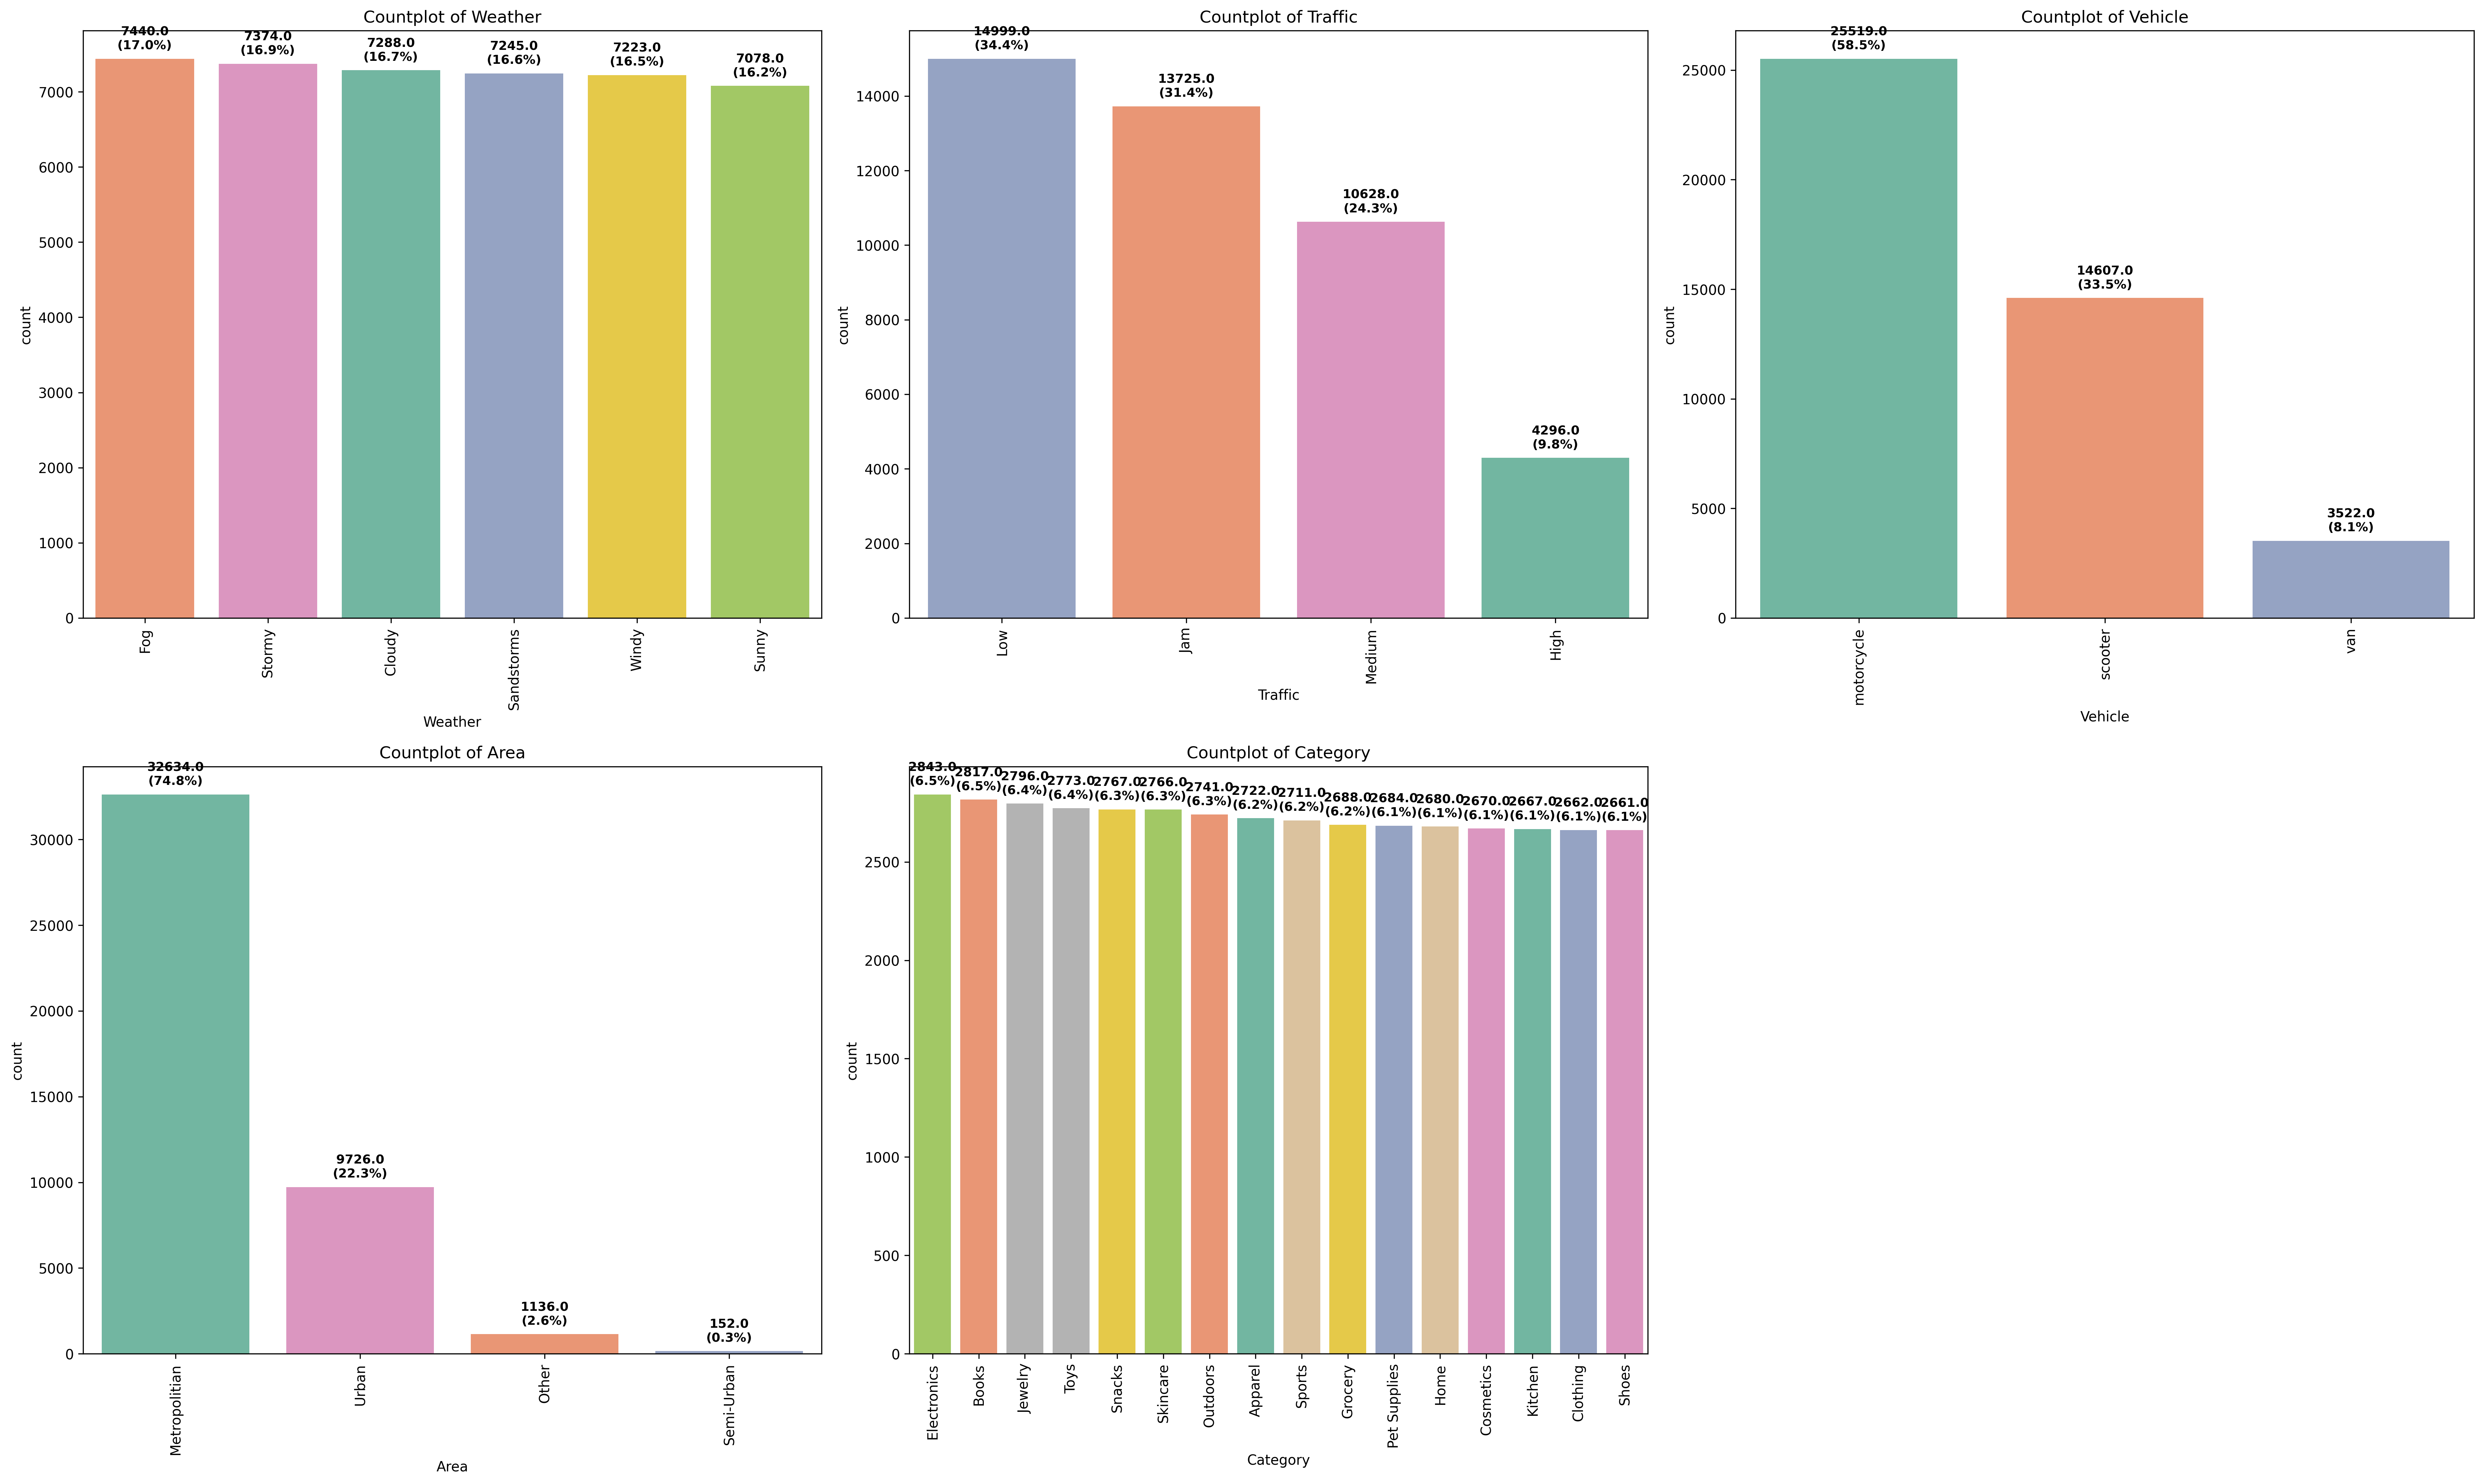 Countplot of Weather
7440.0
(17.0%)
7374.0
(16.9%)
7288.0
(16.7%)
7245.0
(16.6%)
7223.0
(16.5%)
7078.0
(16.2%)
count
7000
6000
5000
4000
3000
2000
1000
0
Fog
Stormy
Cloudy
Sandstorms
Windy
Sunny
Weather
Countplot of Traffic
14999.0
(34.4%)
13725.0
(31.4%)
10628.0
(24.3%)
4296.0
(9.8%)
count
14000
12000
10000
8000
6000
4000
2000
0
Low
Jam
Medium
High
Traffic
Countplot of Vehicle
25519.0
(58.5%)
14607.0
(33.5%)
3522.0
(8.1%)
count
25000
20000
15000
10000
5000
0
motorcycle
scooter
van
Vehicle
Countplot of Area
32634.0
(74.8%)
9726.0
(22.3%)
1136.0
(2.6%)
152.0
(0.3%)
count
30000
25000
20000
15000
10000
5000
0
Metropolitian
Urban
Other
Semi-Urban
Area
Countplot of Category
2843.0
(6.5%)
2817.0
(6.5%)
2796.0
(6.4%)
2773.0
(6.4%)
2767.0
(6.3%)
2766.0
(6.3%)
2741.0
(6.3%)
2722.0
(6.2%)
2711.0
(6.2%)
2688.0
(6.2%)
2684.0
(6.1%)
2680.0
(6.1%)
2670.0
(6.1%)
2667.0
(6.1%)
2662.0
(6.1%)
2661.0
(6.1%)
count
2500
2000
1500
1000
500
0
Electronics
Books
Jewelry
Toys
Snacks
Skincare
Outdoors
Apparel
Sports
Grocery
Pet Supplies
Home
Cosmetics
Kitchen
Clothing
Shoes
Category